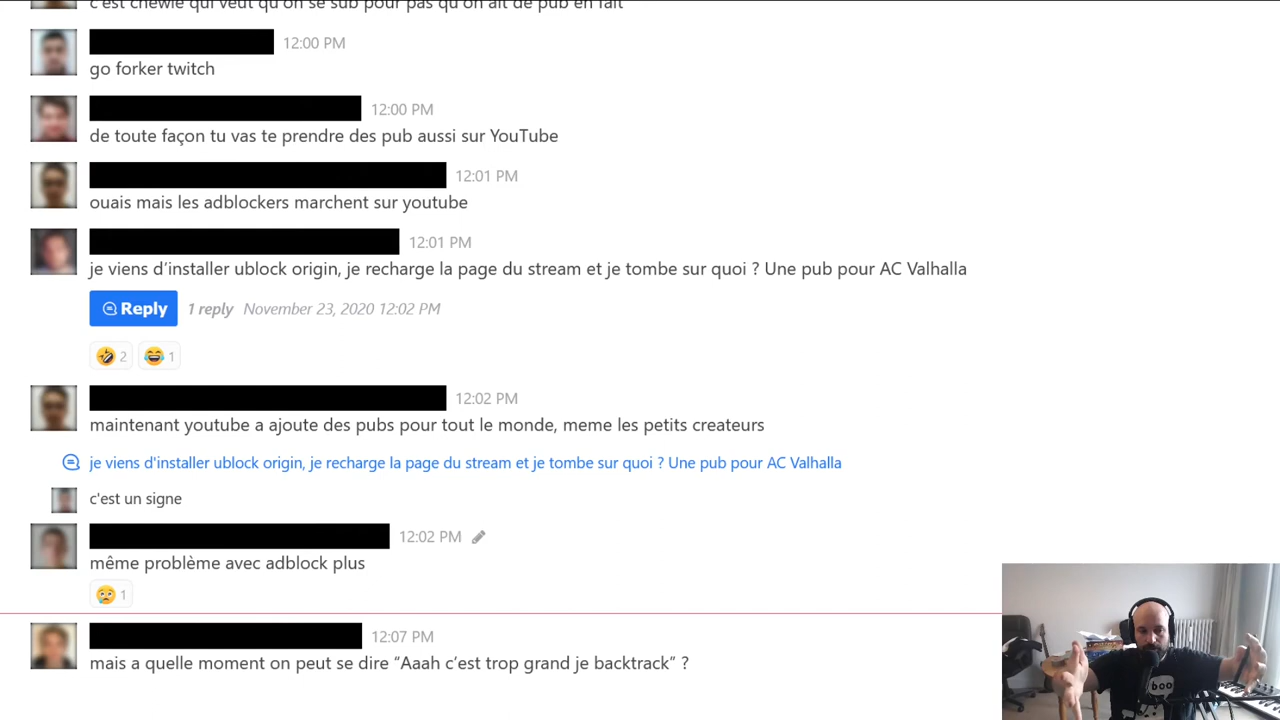 c'est chewie qui veut qu'on se sub pour pas qu'on ait de pub en fait
12:00 PM
go forker twitch
12:00 PM
de toute façon tu vas te prendre des pub aussi sur YouTube
12:01 PM
ouais mais les adblockers marchent sur youtube
12:01 PM
je viens d'installer ublock origin, je recharge la page du stream et je tombe sur quoi ? Une pub pour AC Valhalla
Reply 1 reply November 23, 2020 12:02 PM
2 1
12:02 PM
maintenant youtube a ajoute des pubs pour tout le monde, meme les petits createurs
je viens d'installer ublock origin, je recharge la page du stream et je tombe sur quoi ? Une pub pour AC Valhalla
c'est un signe
12:02 PM
même problème avec adblock plus
1
12:07 PM
mais a quelle moment on peut se dire “Aaah c’est trop grand je backtrack” ?
boo